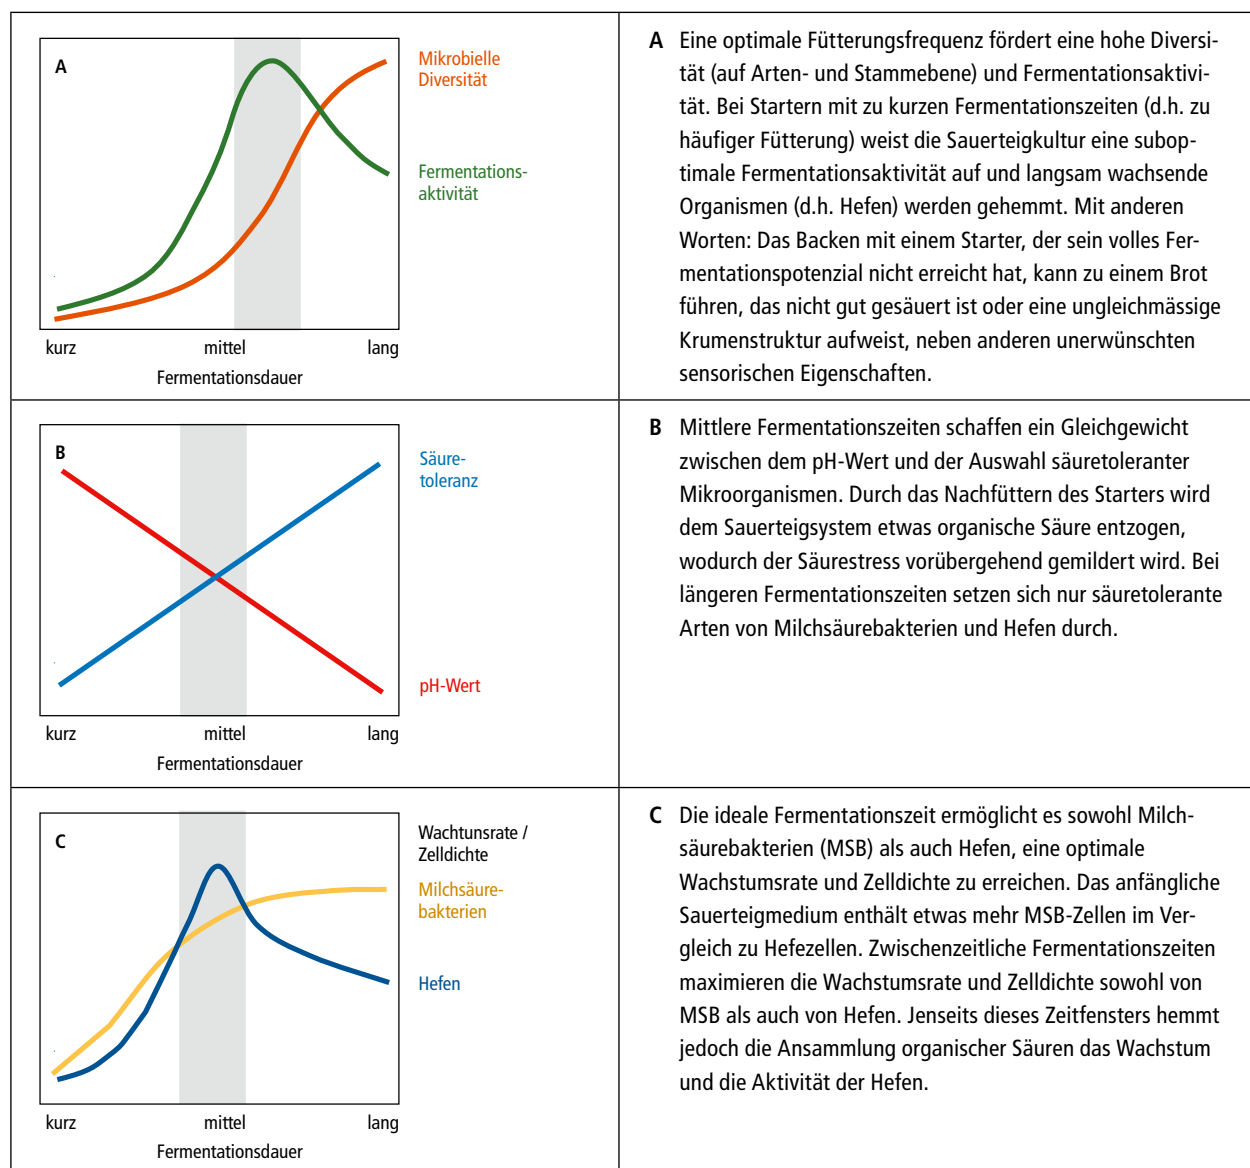 A
Mikrobielle
Diversität
Fermentations-
aktivität
kurz mittel lang
Fermentationsdauer
A Eine optimale Fütterungsfrequenz fördert eine hohe Diversi-
tät (auf Arten- und Stammebene) und Fermentationsaktivi-
tät. Bei Startern mit zu kurzen Fermentationszeiten (d.h. zu
häufiger Fütterung) weist die Sauerteigkultur eine subop-
timale Fermentationsaktivität auf und langsam wachsende
Organismen (d.h. Hefen) werden gehemmt. Mit anderen
Worten: Das Backen mit einem Starter, der sein volles Fer-
mentationspotenzial nicht erreicht hat, kann zu einem Brot
führen, das nicht gut gesäuert ist oder eine ungleichmässige
Krumenstruktur aufweist, neben anderen unerwünschten
sensorischen Eigenschaften.
B
Säure-
toleranz
pH-Wert
kurz mittel lang
Fermentationsdauer
B Mittlere Fermentationszeiten schaffen ein Gleichgewicht
zwischen dem pH-Wert und der Auswahl säuretoleranter
Mikroorganismen. Durch das Nachfüttern des Starters wird
dem Sauerteigsystem etwas organische Säure entzogen,
wodurch der Säurestress vorübergehend gemildert wird. Bei
längeren Fermentationszeiten setzen sich nur säuretolerante
Arten von Milchsäurebakterien und Hefen durch.
C
Wachtunsrate /
Zelldichte
Milchsäure-
bakterien
Hefen
kurz mittel lang
Fermentationsdauer
C Die ideale Fermentationszeit ermöglicht es sowohl Milch-
säurebakterien (MSB) als auch Hefen, eine optimale
Wachstumsrate und Zelldichte zu erreichen. Das anfängliche
Sauerteigmedium enthält etwas mehr MSB-Zellen im Ver-
gleich zu Hefezellen. Zwischenzeitliche Fermentationszeiten
maximieren die Wachstumsrate und Zelldichte sowohl von
MSB als auch von Hefen. Jenseits dieses Zeitfensters hemmt
jedoch die Ansammlung organischer Säuren das Wachstum
und die Aktivität der Hefen.